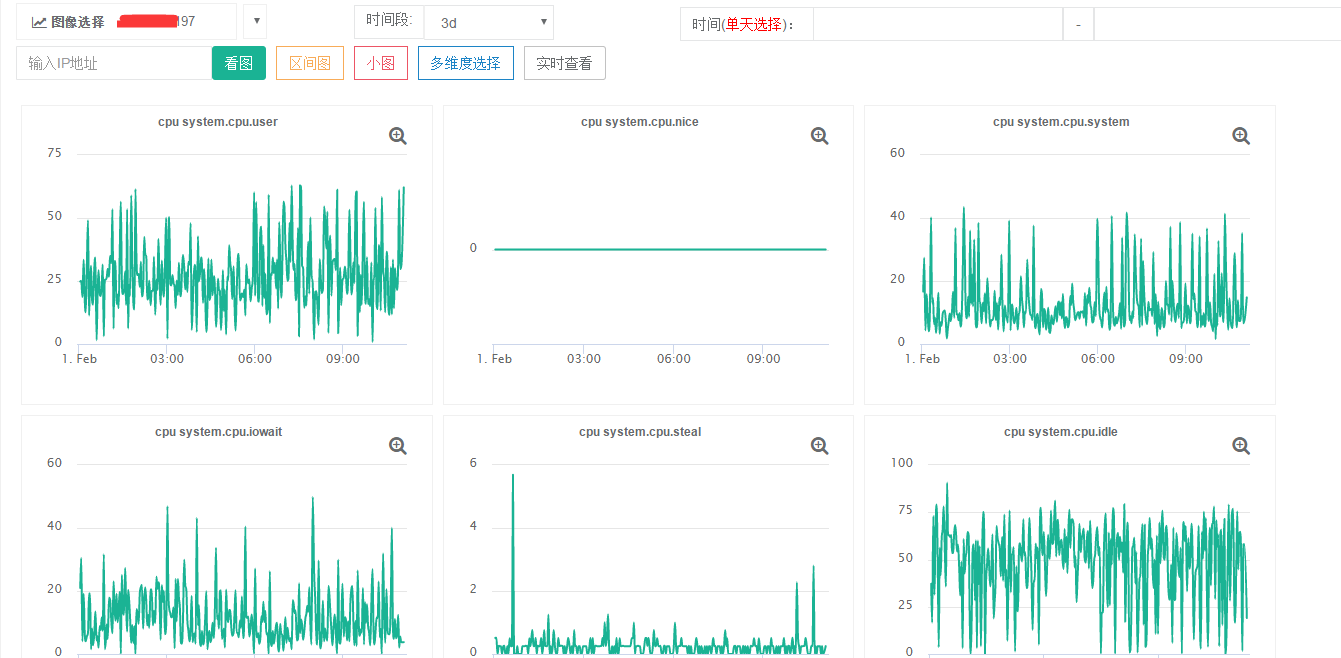 图像选择 197 ▼ 时间段: 3d ▼ 时间(单天选择)： -
输入IP地址 看图 区间图 小图 多维度选择 实时查看
cpu system.cpu.user
75
50
25
0
1. Feb 03:00 06:00 09:00
cpu system.cpu.nice
0
1. Feb 03:00 06:00 09:00
cpu system.cpu.system
60
40
20
0
1. Feb 03:00 06:00 09:00
cpu system.cpu.iowait
60
40
20
0
cpu system.cpu.steal
6
4
2
0
cpu system.cpu.idle
100
75
50
25
0